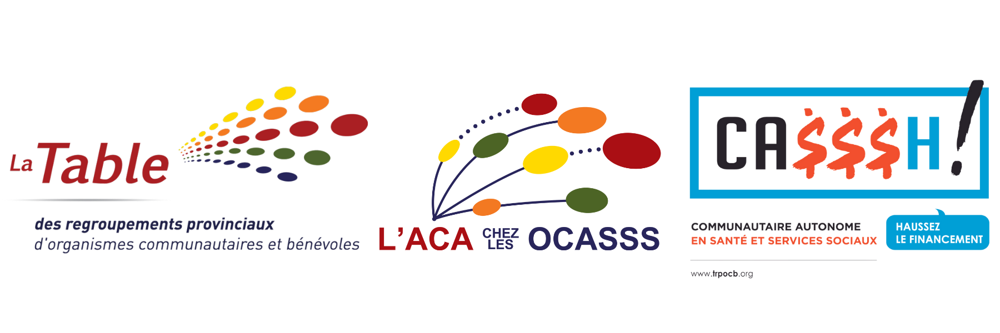 La Table
des regroupements provinciaux
d'organismes communautaires et bénévoles
L'ACA CHEZ LES OCASSS
CA$$$H!
COMMUNAUTAIRE AUTONOME
EN SANTÉ ET SERVICES SOCIAUX
HAUSSEZ
LE FINANCEMENT
www.trpocb.org